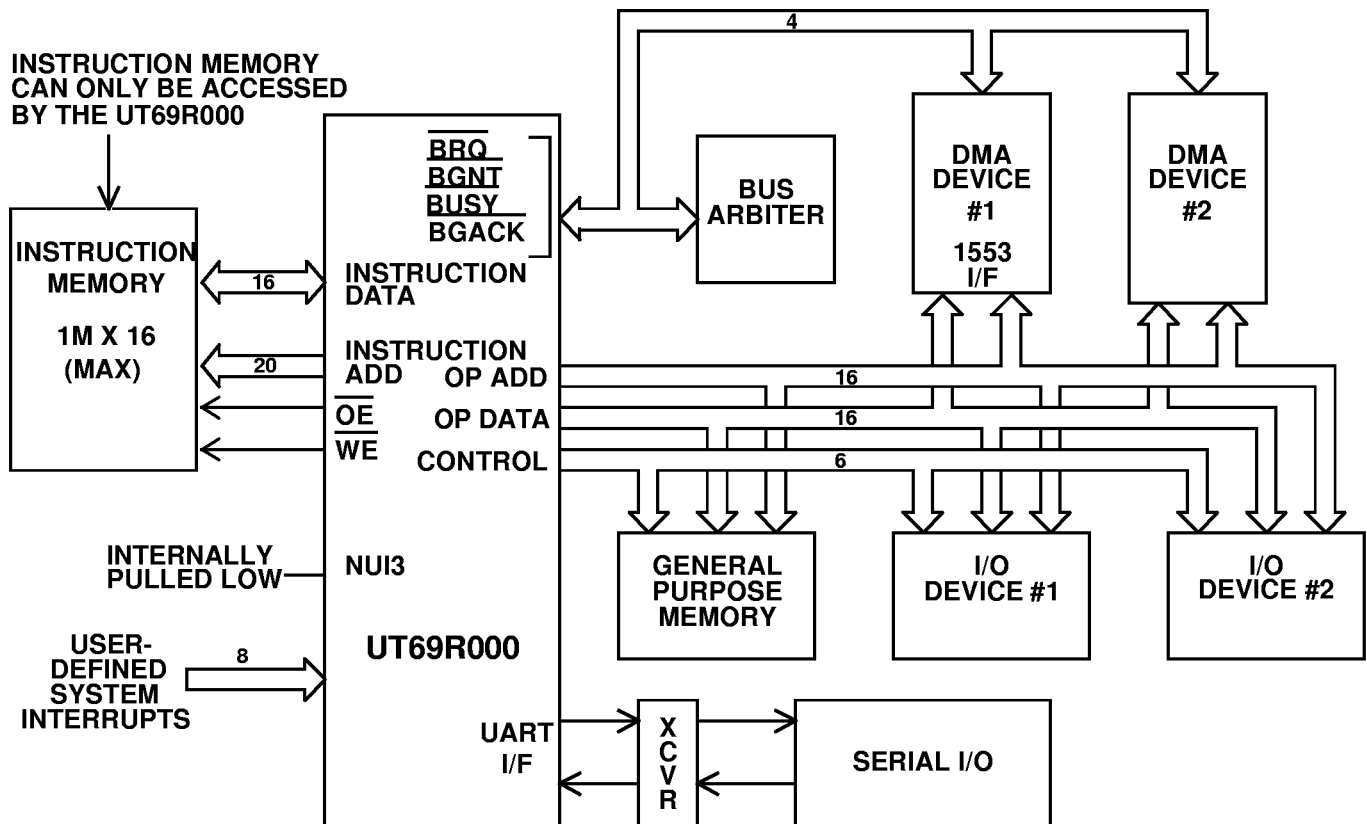 INSTRUCTION MEMORY
CAN ONLY BE ACCESSED
BY THE UT69R000
INSTRUCTION
MEMORY
1M X 16
(MAX)
16
20
BRQ
BGNT
BUSY
BGACK
INSTRUCTION
DATA
INSTRUCTION
ADD
OP ADD
OE
OP DATA
WE
CONTROL
INTERNALLY
PULLED LOW
NUI3
UT69R000
USER-
DEFINED
SYSTEM
INTERRUPTS
8
UART
I/F
4
BUS
ARBITER
DMA
DEVICE
#1
1553
I/F
DMA
DEVICE
#2
16
16
6
GENERAL
PURPOSE
MEMORY
I/O
DEVICE #1
I/O
DEVICE #2
X
C
V
R
SERIAL I/O